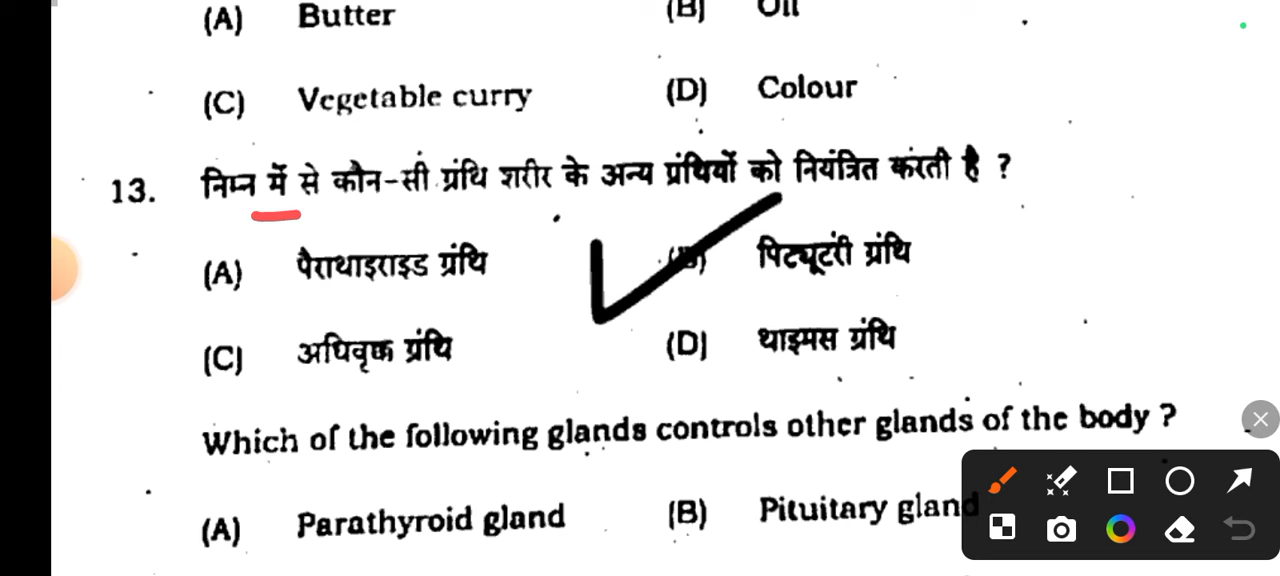 (A) Butter (B) Oil
(C) Vegetable curry (D) Colour
13. निम्न में से कौन-सी ग्रंथि शरीर के अन्य ग्रंथियों को नियंत्रित करती है ?
(A) पैराथाइराइड ग्रंथि (B) पिट्यूटरी ग्रंथि
(C) अधिवृक्क ग्रंथि (D) थाइमस ग्रंथि
Which of the following glands controls other glands of the body ?
(A) Parathyroid gland (B) Pituitary gland